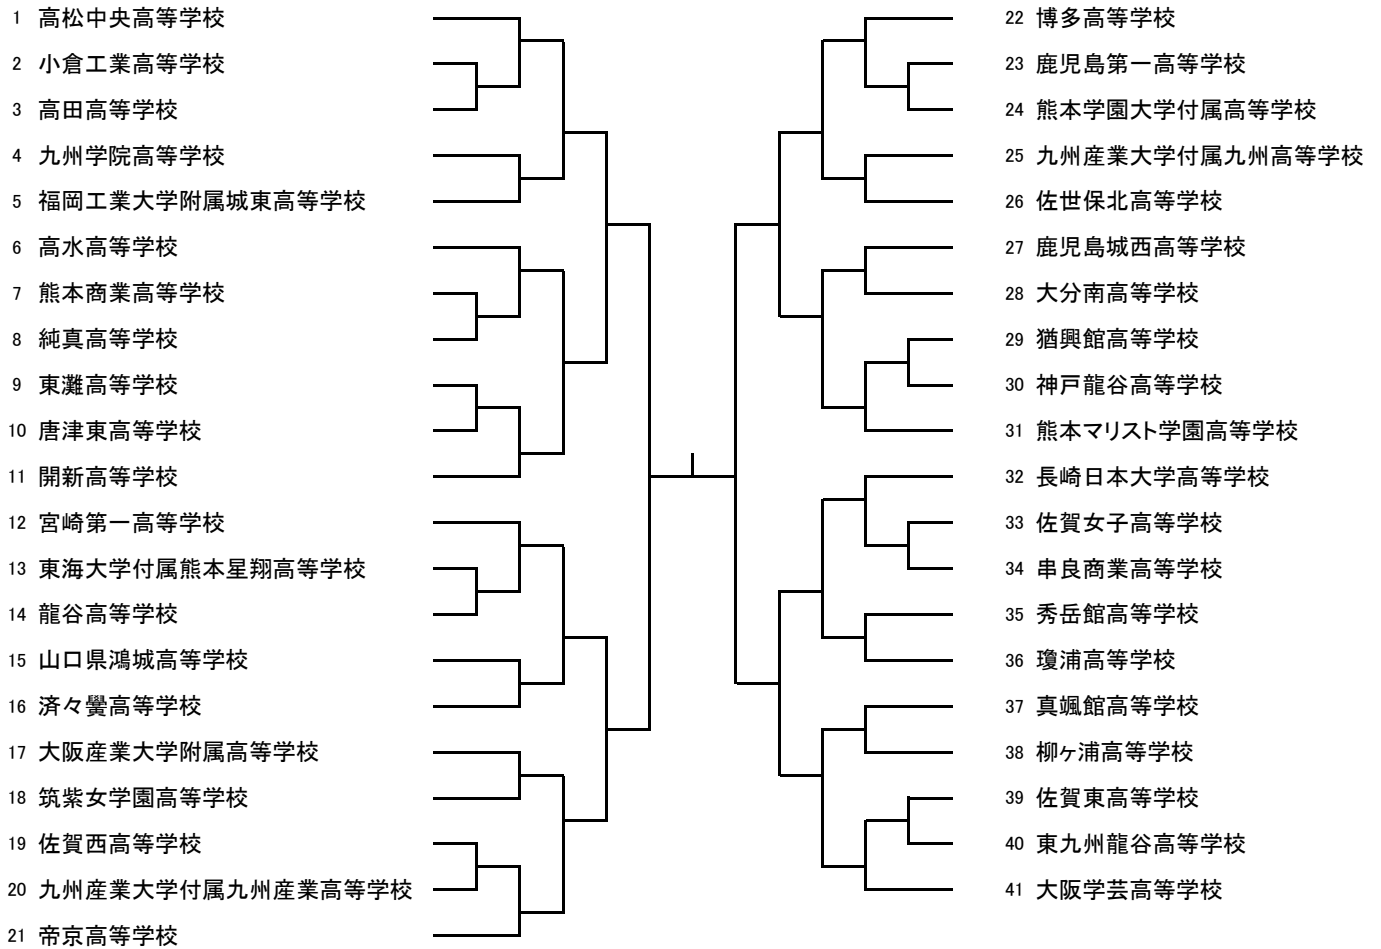 1 高松中央高等学校
2 小倉工業高等学校
3 高田高等学校
4 九州学院高等学校
5 福岡工業大学附属城東高等学校
6 高水高等学校
7 熊本商業高等学校
8 純真高等学校
9 東灘高等学校
10 唐津東高等学校
11 開新高等学校
12 宮崎第一高等学校
13 東海大学付属熊本星翔高等学校
14 龍谷高等学校
15 山口県鴻城高等学校
16 済々黌高等学校
17 大阪産業大学附属高等学校
18 筑紫女学園高等学校
19 佐賀西高等学校
20 九州産業大学付属九州産業高等学校
21 帝京高等学校
22 博多高等学校
23 鹿児島第一高等学校
24 熊本学園大学付属高等学校
25 九州産業大学付属九州高等学校
26 佐世保北高等学校
27 鹿児島城西高等学校
28 大分南高等学校
29 猶興館高等学校
30 神戸龍谷高等学校
31 熊本マリスト学園高等学校
32 長崎日本大学高等学校
33 佐賀女子高等学校
34 串良商業高等学校
35 秀岳館高等学校
36 瓊浦高等学校
37 真颯館高等学校
38 柳ヶ浦高等学校
39 佐賀東高等学校
40 東九州龍谷高等学校
41 大阪学芸高等学校